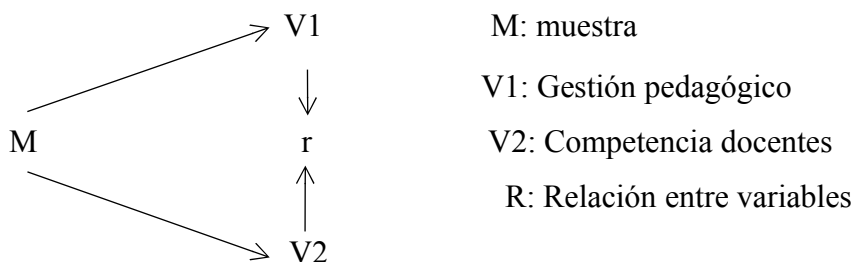 V1 M: muestra
V1: Gestión pedagógico
M r V2: Competencia docentes
R: Relación entre variables
V2